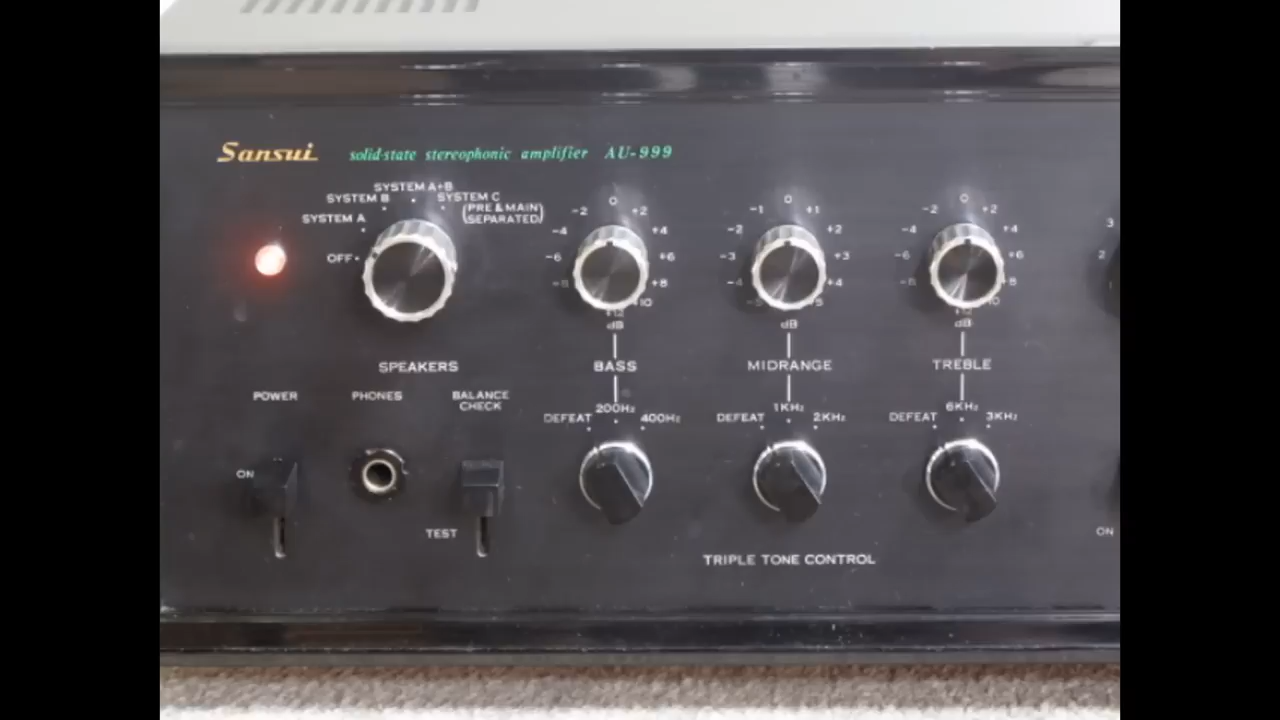 Sansui solid-state stereophonic amplifier AU-999
SYSTEM A+B
SYSTEM B SYSTEM C
(PRE & MAIN SEPARATED)
SYSTEM A
OFF
SPEAKERS
-2 0 +2
-4 +4
-6 +6
-8 +8
+10
+12
dB
BASS
-1 0 +1
-2 +2
-3 +3
-4 +4
dB
MIDRANGE
-2 0 +2
-4 +4
-6 +6
dB
TREBLE
3
2
POWER PHONES BALANCE
CHECK
DEFEAT 200Hz 400Hz
DEFEAT 1KHz 2KHz
DEFEAT 6KHz 3KHz
ON
TEST
ON
TRIPLE TONE CONTROL